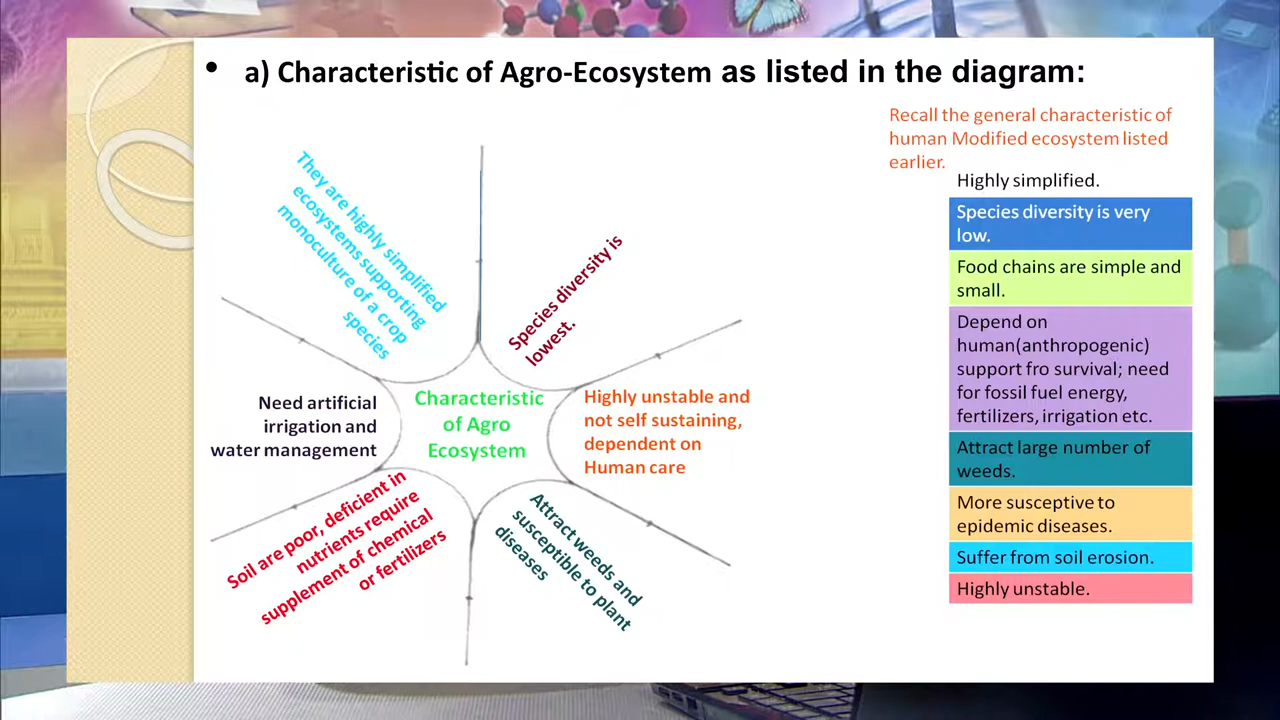 • a) Characteristic of Agro-Ecosystem as listed in the diagram:
Recall the general characteristic of
human Modified ecosystem listed
earlier.
They are highly simplified
ecosystems supporting
monoculture of a crop
species
Species diversity is
lowest.
Need artificial
irrigation and
water management
Characteristic
of Agro
Ecosystem
Highly unstable and
not self sustaining,
dependent on
Human care
Soil are poor, deficient in
nutrients require
supplement of chemical
or fertilizers
Attract weeds and
susceptible to plant
diseases
Highly simplified.
Species diversity is very
low.
Food chains are simple and
small.
Depend on
human(anthropogenic)
support fro survival; need
for fossil fuel energy,
fertilizers, irrigation etc.
Attract large number of
weeds.
More susceptive to
epidemic diseases.
Suffer from soil erosion.
Highly unstable.